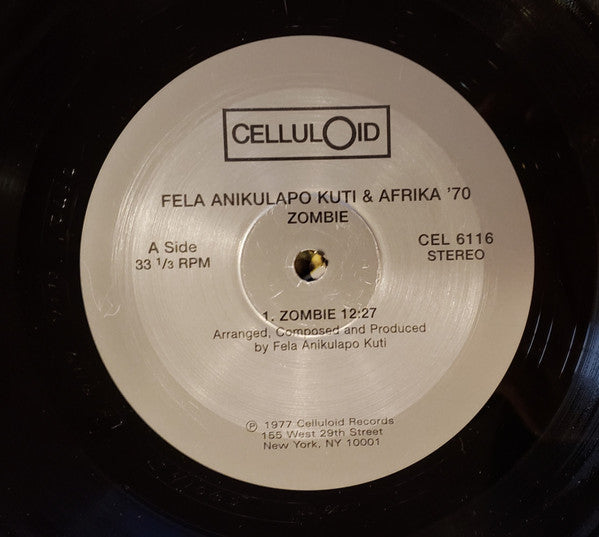 CELLULOID
FELA ANIKULAPO KUTI & AFRIKA '70
ZOMBIE
A Side
33 1/3 RPM
CEL 6116
STEREO
1. ZOMBIE 12:27
Arranged, Composed and Produced
by Fela Anikulapo Kuti
℗ 1977 Celluloid Records
155 West 29th Street
New York, NY 10001